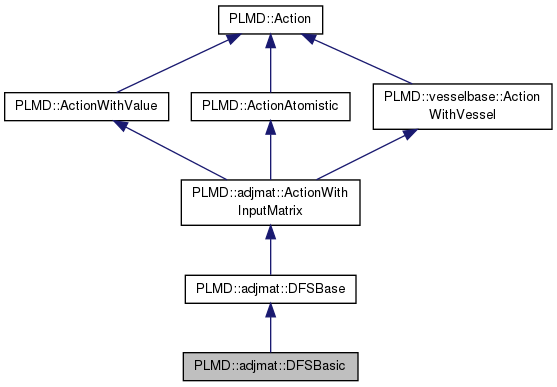 PLMD::Action
PLMD::ActionWithValue
PLMD::ActionAtomistic
PLMD::vesselbase::Action
WithVessel
PLMD::adjmat::ActionWith
InputMatrix
PLMD::adjmat::DFSBase
PLMD::adjmat::DFSBasic